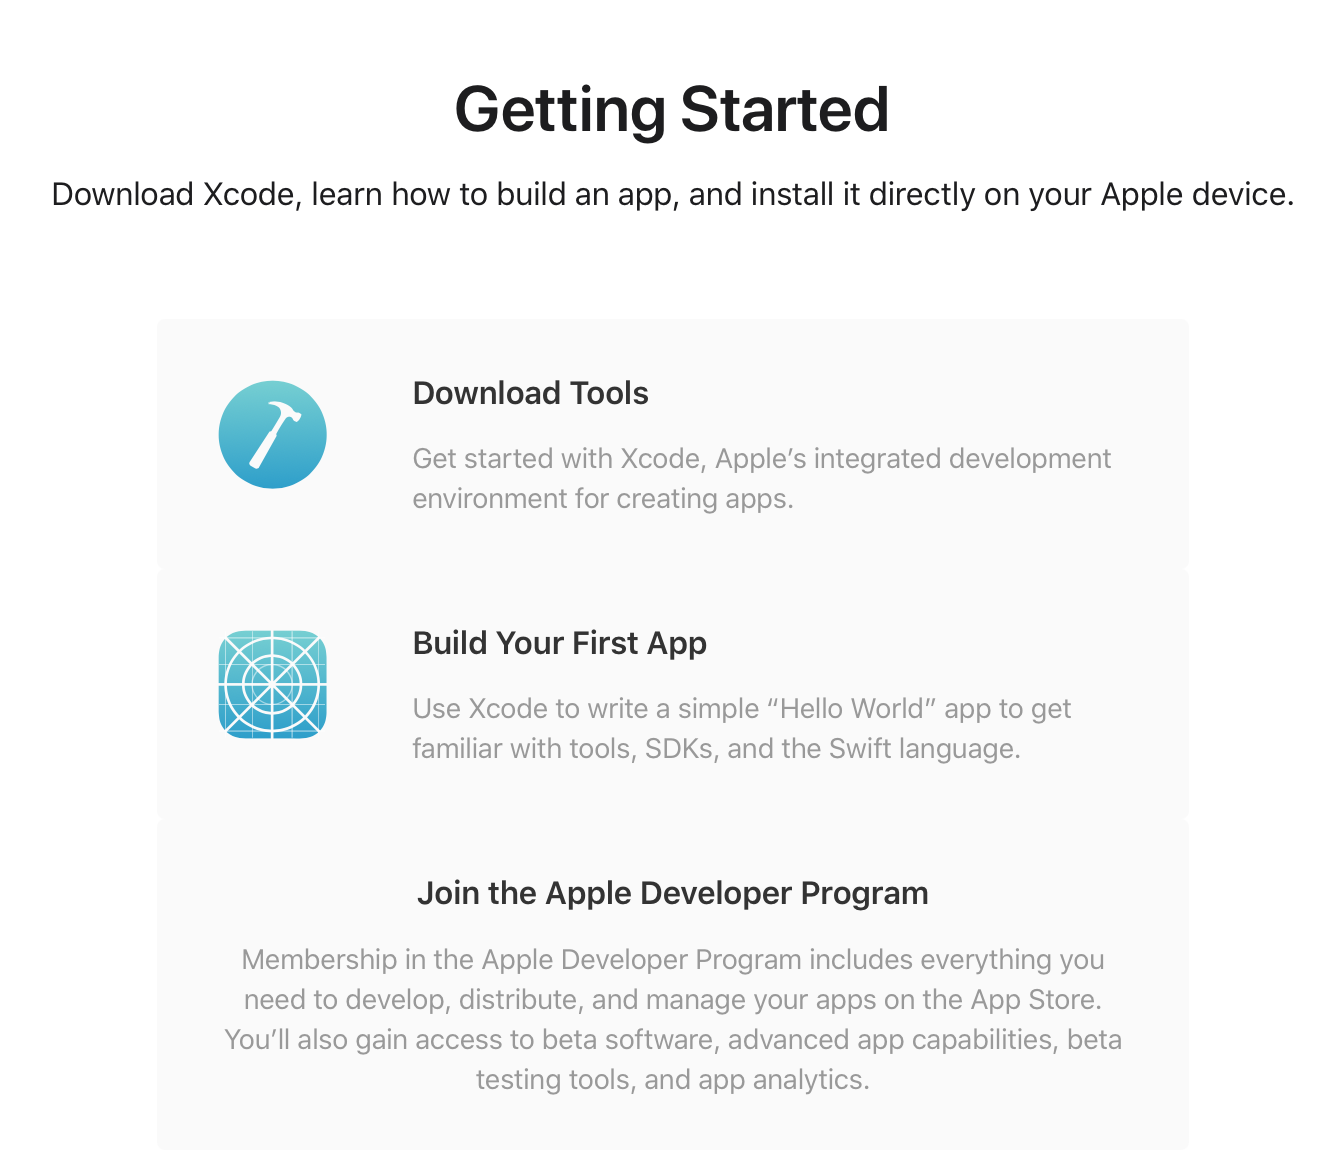 Getting Started
Download Xcode, learn how to build an app, and install it directly on your Apple device.
Download Tools
Get started with Xcode, Apple’s integrated development
environment for creating apps.
Build Your First App
Use Xcode to write a simple “Hello World” app to get
familiar with tools, SDKs, and the Swift language.
Join the Apple Developer Program
Membership in the Apple Developer Program includes everything you
need to develop, distribute, and manage your apps on the App Store.
You’ll also gain access to beta software, advanced app capabilities, beta
testing tools, and app analytics.